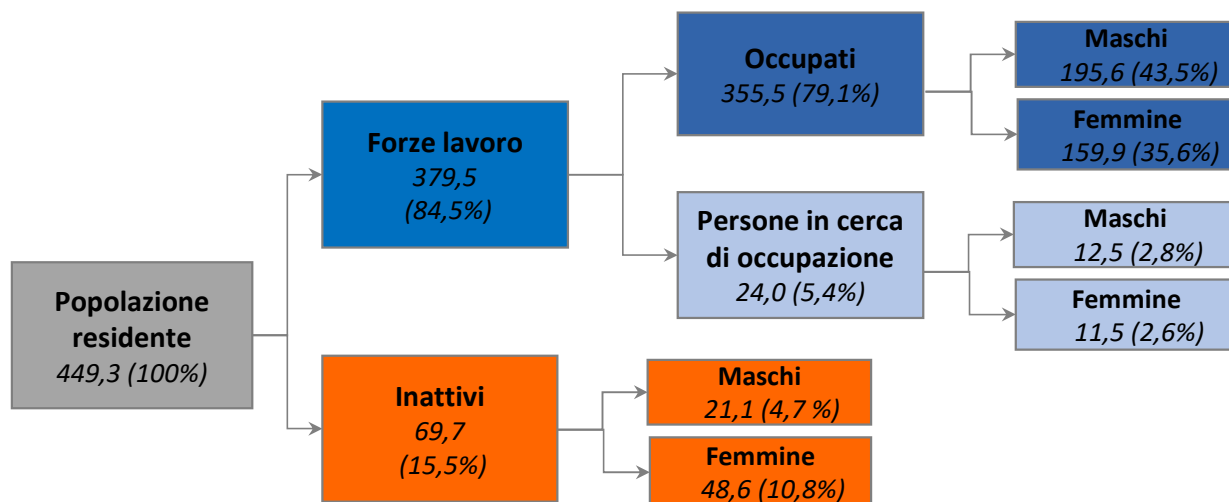 Popolazione
residente
449,3 (100%)
Forze lavoro
379,5
(84,5%)
Occupati
355,5 (79,1%)
Maschi
195,6 (43,5%)
Femmine
159,9 (35,6%)
Persone in cerca
di occupazione
24,0 (5,4%)
Maschi
12,5 (2,8%)
Femmine
11,5 (2,6%)
Inattivi
69,7
(15,5%)
Maschi
21,1 (4,7 %)
Femmine
48,6 (10,8%)